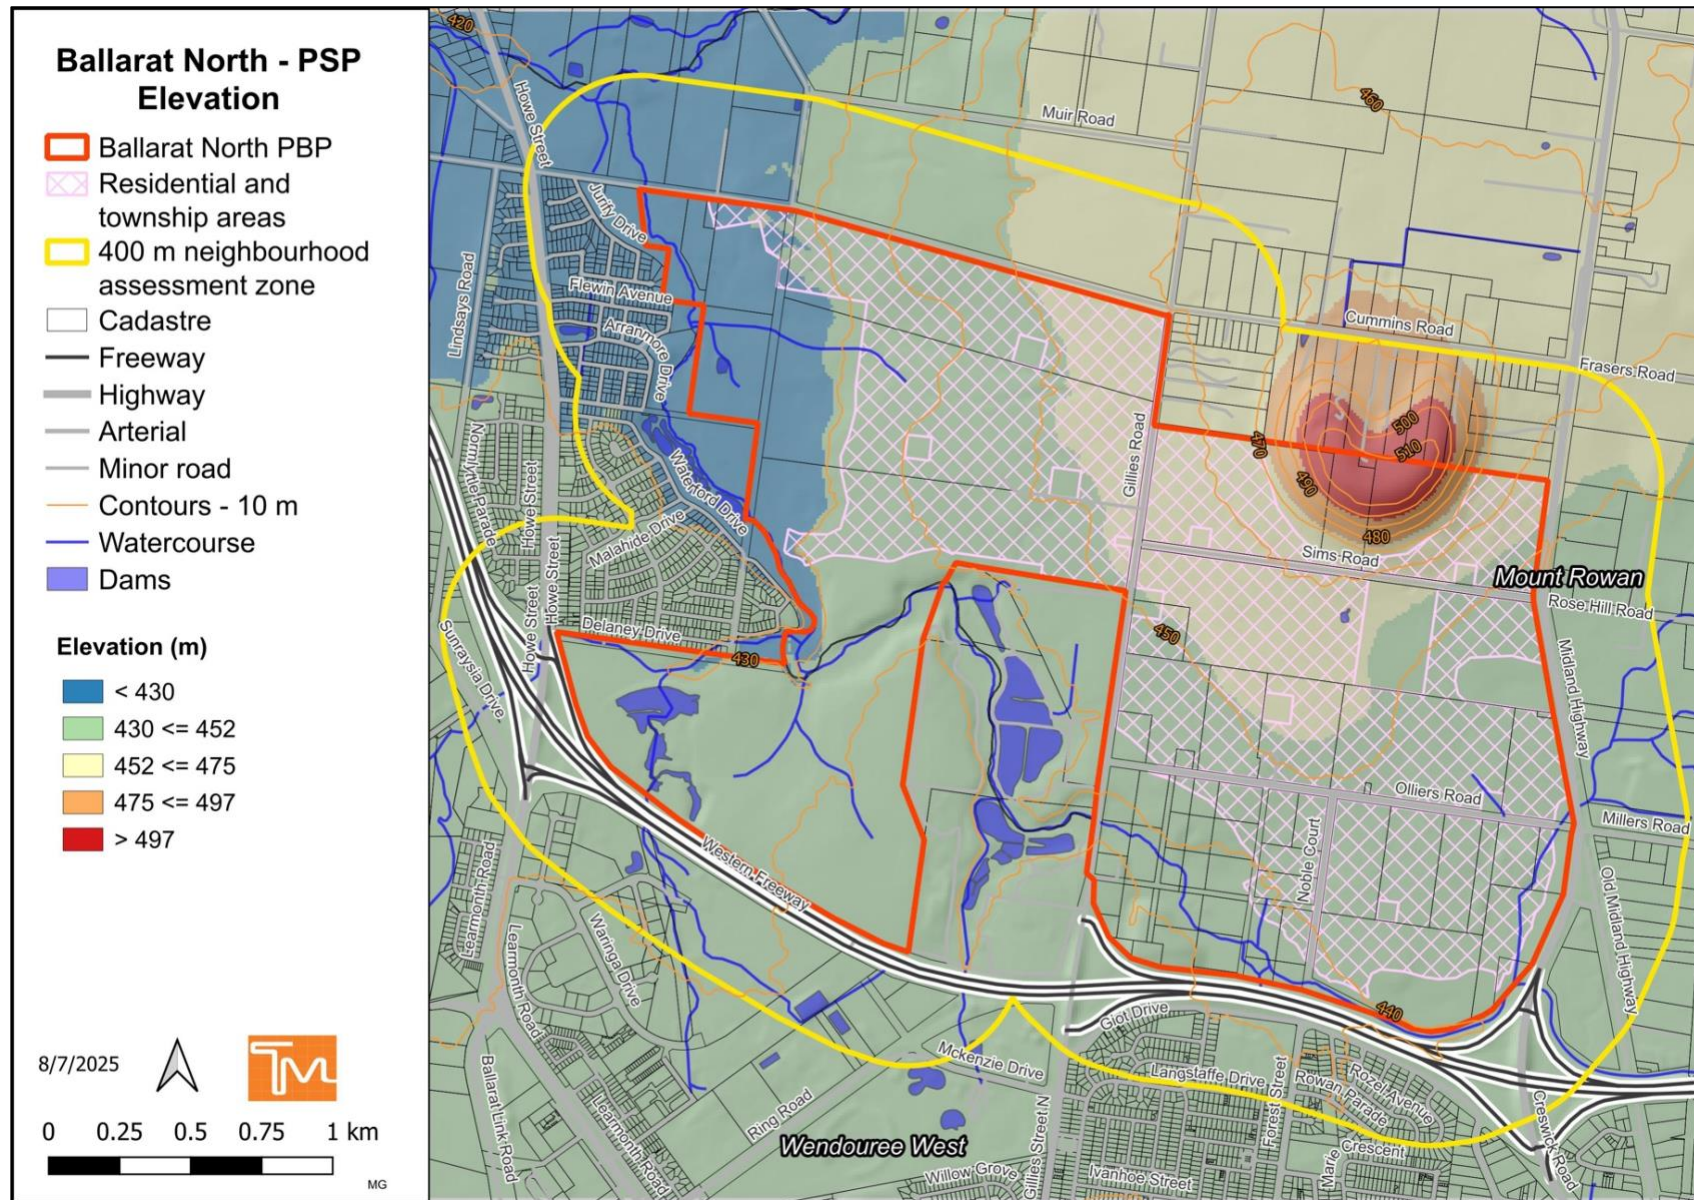 Ballarat North - PSP
Elevation
Ballarat North PBP
Residential and
township areas
400 m neighbourhood
assessment zone
Cadastre
Freeway
Highway
Arterial
Minor road
Contours - 10 m
Watercourse
Dams
Elevation (m)
< 430
430 <= 452
452 <= 475
475 <= 497
> 497
8/7/2025
TM
0 0.25 0.5 0.75 1 km
MG
420
Howe Street
Muir Road
460
Jurify Drive
Lindsays Road
Flewin Avenue
Arranmore Drive
Cummins Road
Frasers Road
Normlyttle Parade
Howe Street
Howe Street
Howe Street
Waterford Drive
Malahide Drive
Gillies Road
470
500
510
490
480
Sims Road
Mount Rowan
Rose Hill Road
Delaney Drive
430
450
Sunraysia Drive
Midland Highway
Olliers Road
Millers Road
Noble Court
Western Freeway
Old Midland Highway
Learmonth Road
Learmonth Road
Waringa Drive
440
Giot Drive
Mckenzie Drive
Langstaffe Drive
Forest Street
Rowan Parade
Rozel Avenue
Ballarat Link Road
Learmonth Road
Ring Road
Gillies Street N
Creswick Road
Marie Crescent
Wendouree West
Willow Grove
Ivanhoe Street